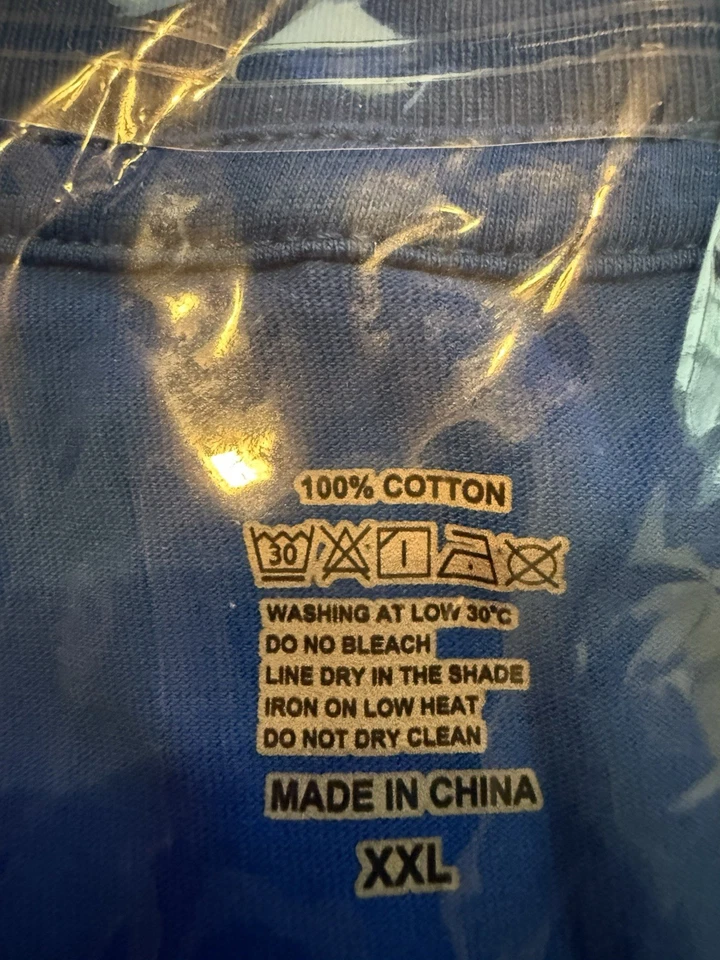 100% COTTON
30
WASHING AT LOW 30°C
DO NO BLEACH
LINE DRY IN THE SHADE
IRON ON LOW HEAT
DO NOT DRY CLEAN
MADE IN CHINA
XXL